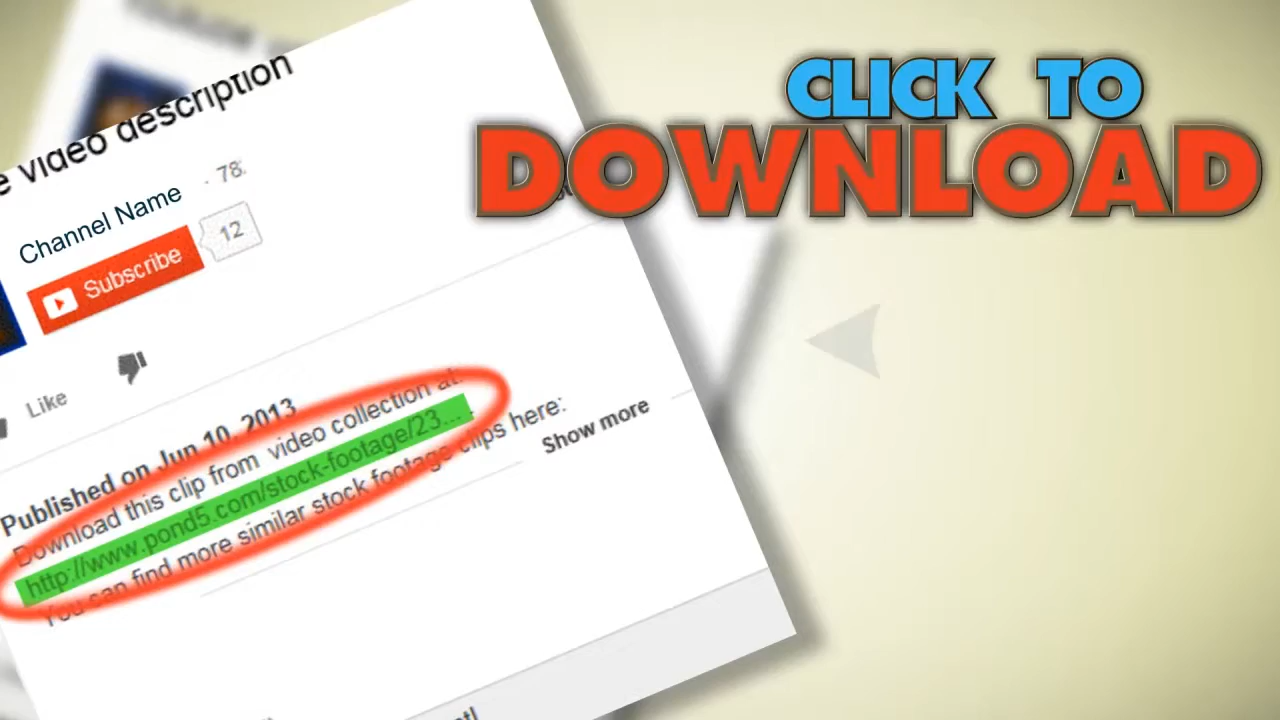 CLICK TO
DOWNLOAD
video description
Channel Name
78
Subscribe
12
Like
Published on Jun 10, 2013
Download this clip from video collection at:
http://www.pond5.com/stock-footage/23...
You can find more similar stock footage clips here:
Show more